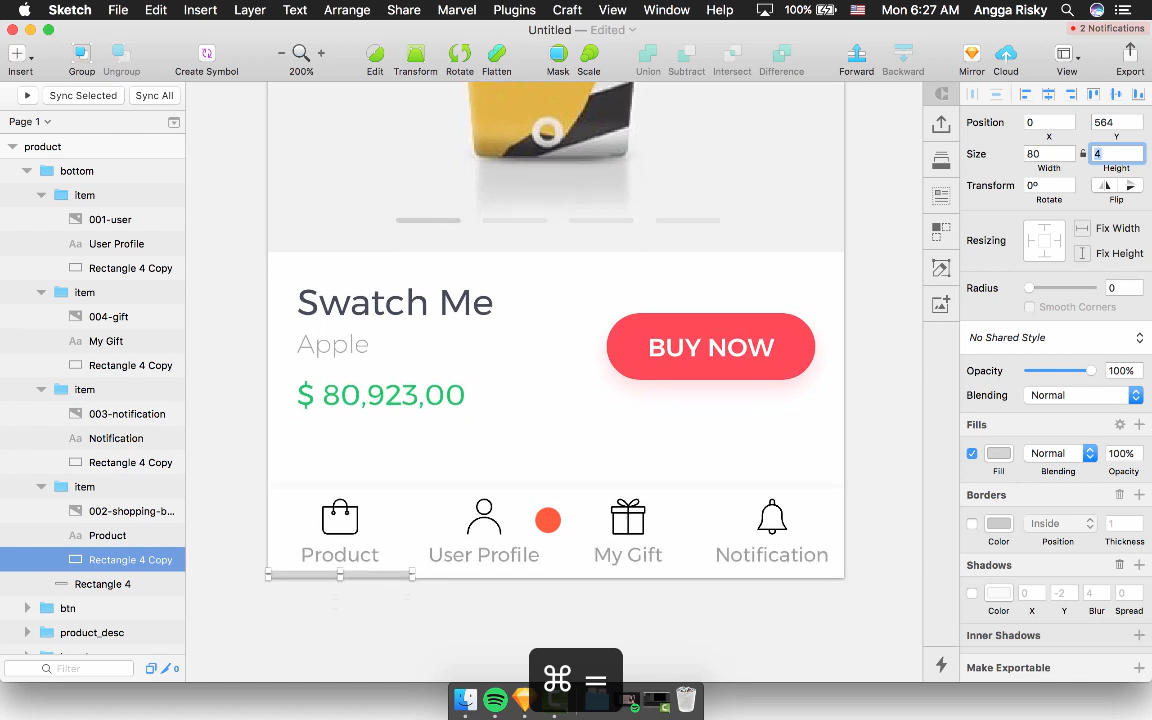 Sketch File Edit Insert Layer Text Arrange Share Marvel Plugins Craft View Window Help 100% Mon 6:27 AM Angga Risky
Untitled — Edited
2 Notifications
Insert Group Ungroup Create Symbol 200% Edit Transform Rotate Flatten Mask Scale Union Subtract Intersect Difference Forward Backward Mirror Cloud View Export
Sync Selected Sync All
Page 1
product
bottom
item
001-user
Aa User Profile
Rectangle 4 Copy
item
004-gift
Aa My Gift
Rectangle 4 Copy
item
003-notification
Aa Notification
Rectangle 4 Copy
item
002-shopping-b...
Aa Product
Rectangle 4 Copy
Rectangle 4
btn
product_desc
Filter
0
Swatch Me
Apple
$ 80,923,00
BUY NOW
Product User Profile My Gift Notification
⌘ =
Position 0 564
X Y
Size 80 4
Width Height
Transform 0º
Rotate Flip
Resizing
Fix Width
Fix Height
Radius 0
Smooth Corners
No Shared Style
Opacity 100%
Blending Normal
Fills
Normal 100%
Fill Blending Opacity
Borders
Inside 1
Color Position Thickness
Shadows
0 -2 4 0
Color X Y Blur Spread
Inner Shadows
Make Exportable